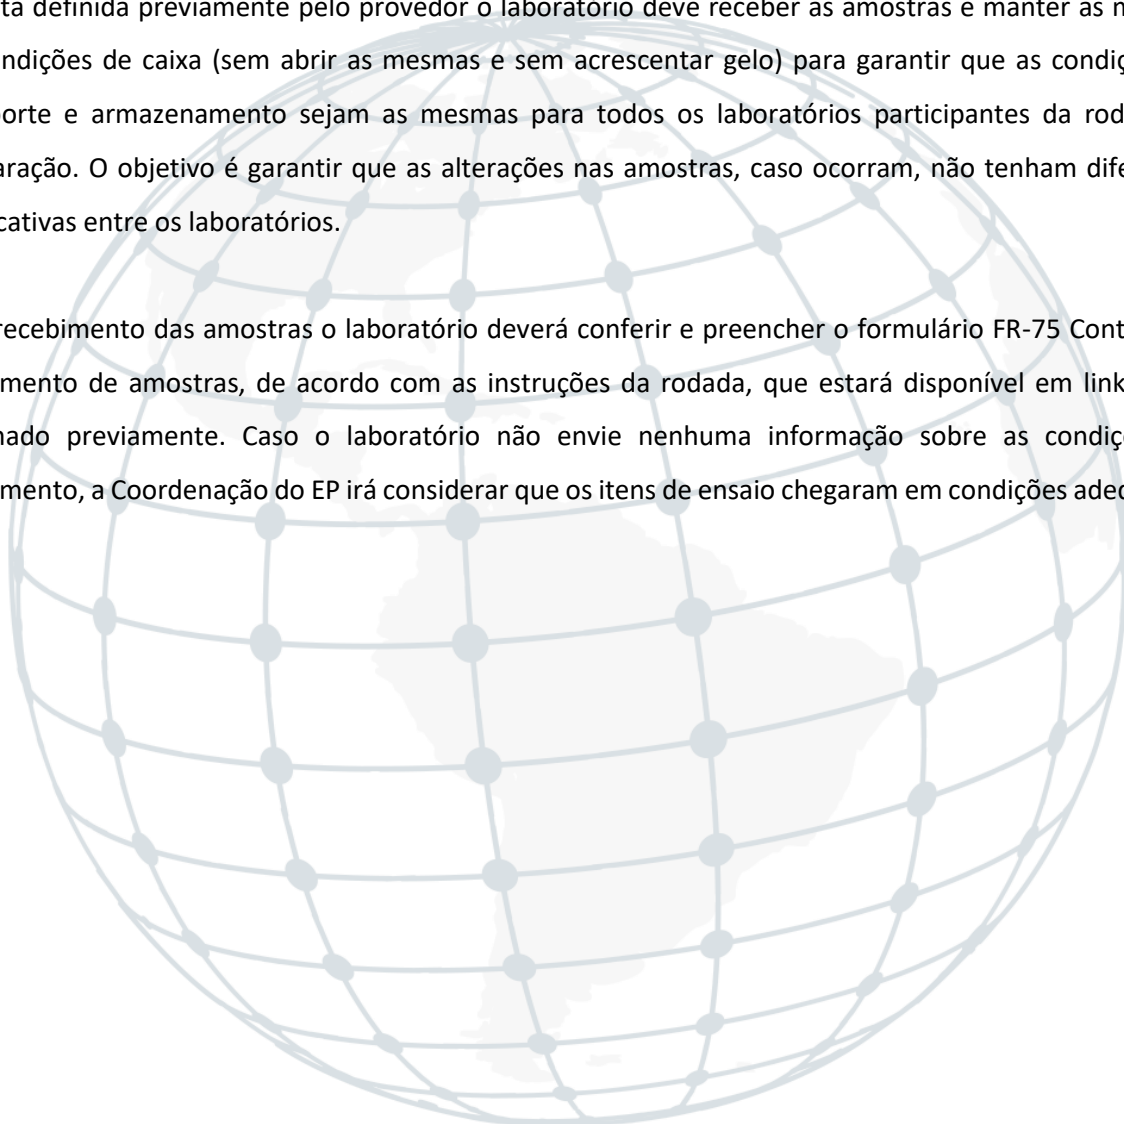 ta definida previamente pelo provedor o laboratório deve receber as amostras e manter as
ndições de caixa (sem abrir as mesmas e sem acrescentar gelo) para garantir que as condiç
orte e armazenamento sejam as mesmas para todos os laboratórios participantes da rod
aração. O objetivo é garantir que as alterações nas amostras, caso ocorram, não tenham dife
cativas entre os laboratórios.
recebimento das amostras o laboratório deverá conferir e preencher o formulário FR-75 Cont
mento de amostras, de acordo com as instruções da rodada, que estará disponível em link
nado previamente. Caso o laboratório não envie nenhuma informação sobre as condiç
mento, a Coordenação do EP irá considerar que os itens de ensaio chegaram em condições adec